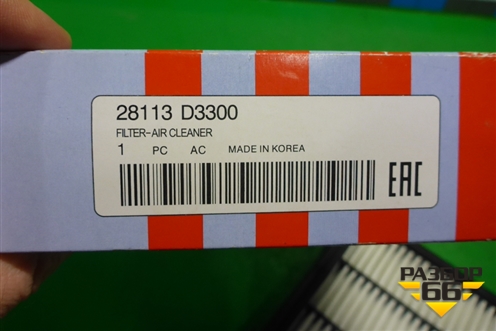 28113 D3300
FILTER-AIR CLEANER
1 PC AC MADE IN KOREA
EAC
РАЗБОР
66